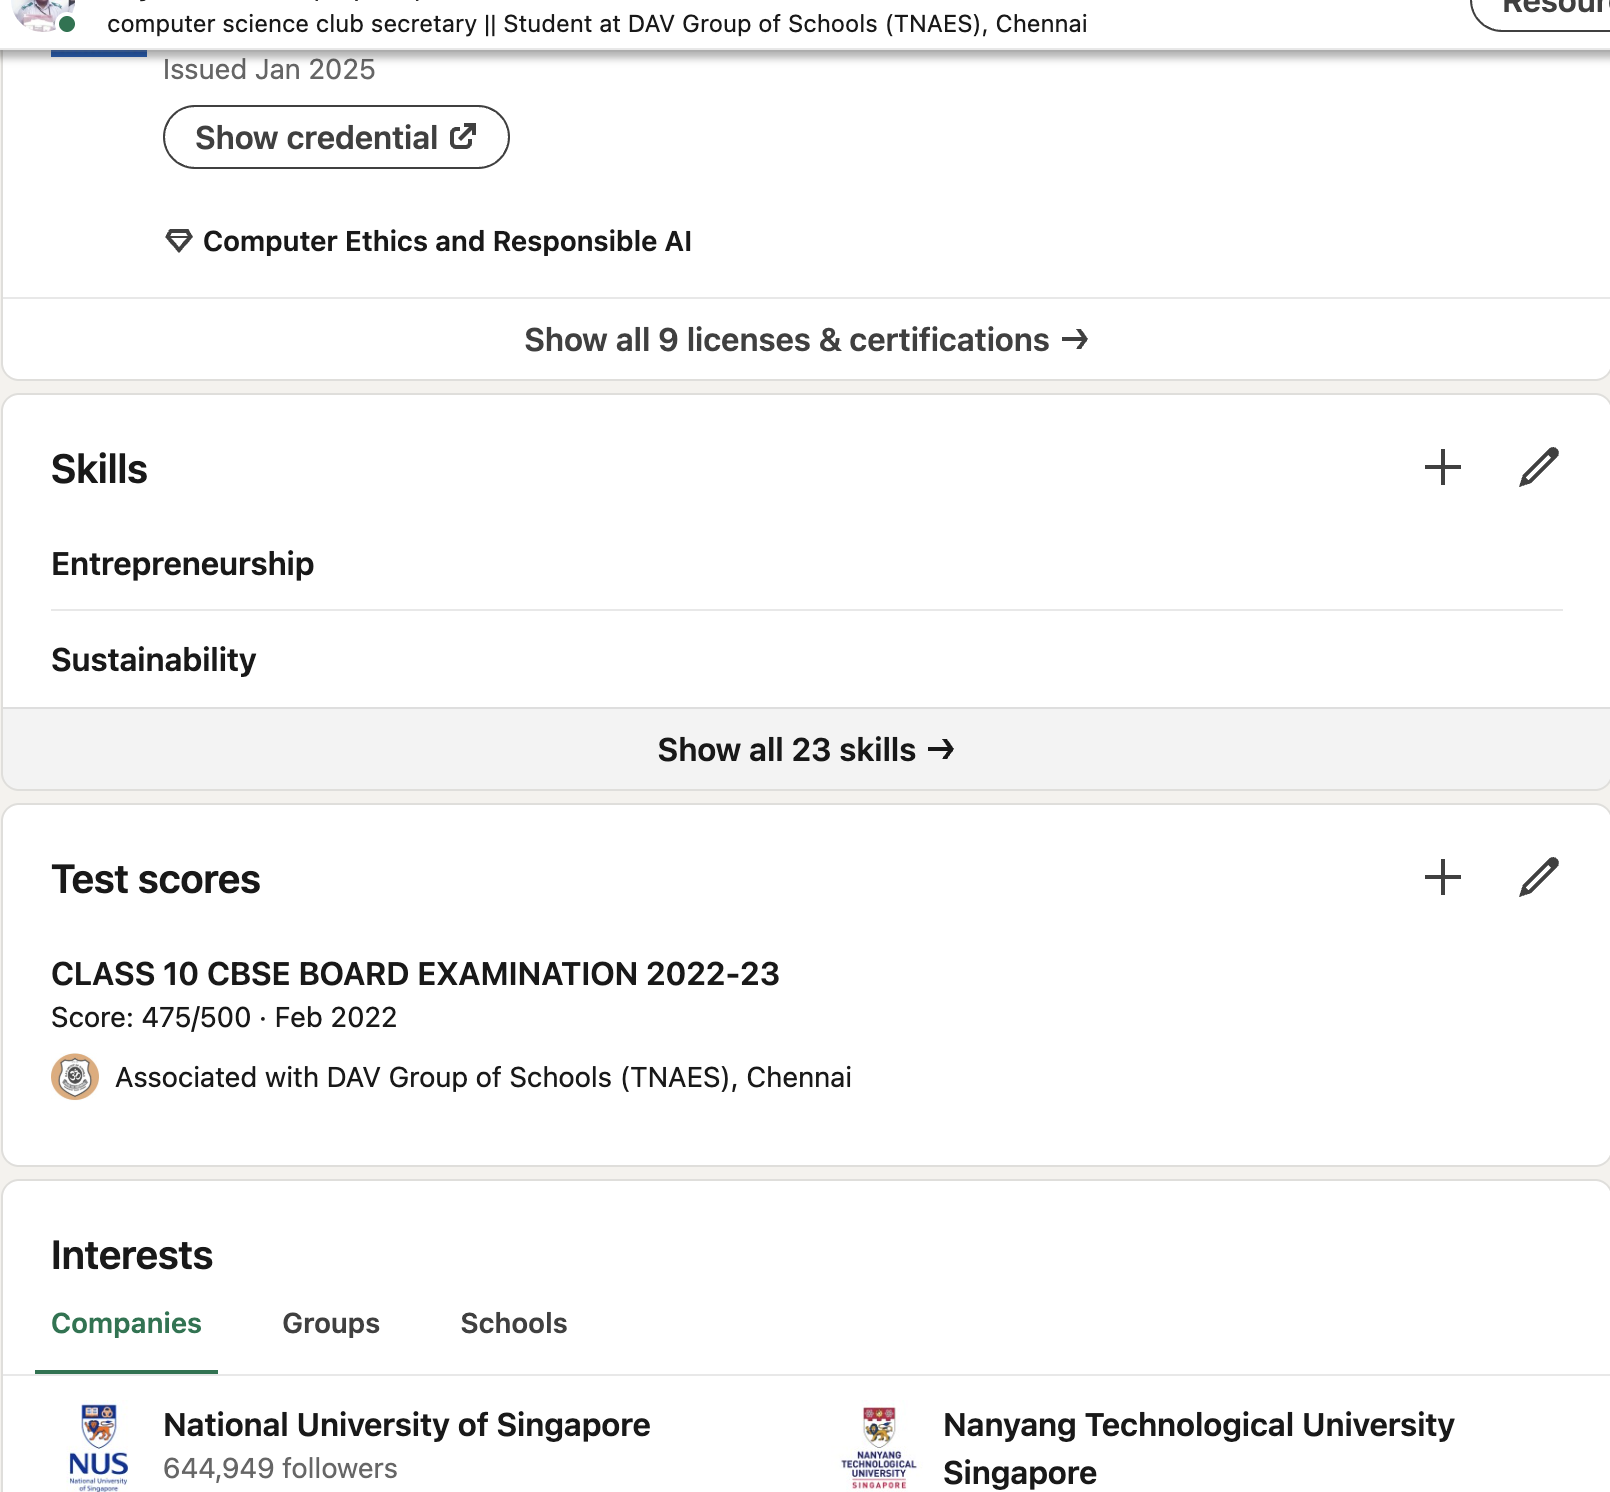 computer science club secretary || Student at DAV Group of Schools (TNAES), Chennai
Issued Jan 2025
Show credential
Computer Ethics and Responsible AI
Show all 9 licenses & certifications →
Skills
Entrepreneurship
Sustainability
Show all 23 skills →
Test scores
CLASS 10 CBSE BOARD EXAMINATION 2022-23
Score: 475/500 · Feb 2022
Associated with DAV Group of Schools (TNAES), Chennai
Interests
Companies
Groups
Schools
NUS
National University
of Singapore
National University of Singapore
644,949 followers
NANYANG
TECHNOLOGICAL
UNIVERSITY
SINGAPORE
Nanyang Technological University
Singapore